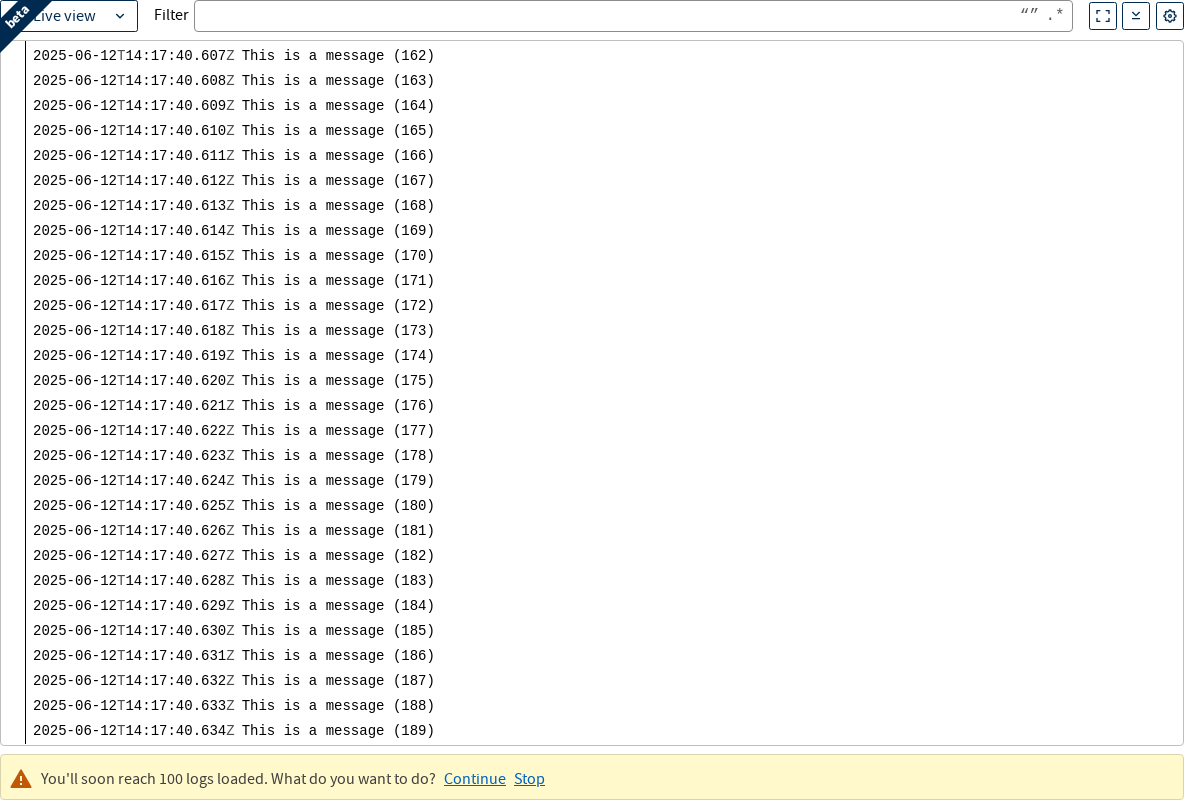 beta
Live view
Filter
“” .*
2025-06-12T14:17:40.607Z This is a message (162)
2025-06-12T14:17:40.608Z This is a message (163)
2025-06-12T14:17:40.609Z This is a message (164)
2025-06-12T14:17:40.610Z This is a message (165)
2025-06-12T14:17:40.611Z This is a message (166)
2025-06-12T14:17:40.612Z This is a message (167)
2025-06-12T14:17:40.613Z This is a message (168)
2025-06-12T14:17:40.614Z This is a message (169)
2025-06-12T14:17:40.615Z This is a message (170)
2025-06-12T14:17:40.616Z This is a message (171)
2025-06-12T14:17:40.617Z This is a message (172)
2025-06-12T14:17:40.618Z This is a message (173)
2025-06-12T14:17:40.619Z This is a message (174)
2025-06-12T14:17:40.620Z This is a message (175)
2025-06-12T14:17:40.621Z This is a message (176)
2025-06-12T14:17:40.622Z This is a message (177)
2025-06-12T14:17:40.623Z This is a message (178)
2025-06-12T14:17:40.624Z This is a message (179)
2025-06-12T14:17:40.625Z This is a message (180)
2025-06-12T14:17:40.626Z This is a message (181)
2025-06-12T14:17:40.627Z This is a message (182)
2025-06-12T14:17:40.628Z This is a message (183)
2025-06-12T14:17:40.629Z This is a message (184)
2025-06-12T14:17:40.630Z This is a message (185)
2025-06-12T14:17:40.631Z This is a message (186)
2025-06-12T14:17:40.632Z This is a message (187)
2025-06-12T14:17:40.633Z This is a message (188)
2025-06-12T14:17:40.634Z This is a message (189)
You'll soon reach 100 logs loaded. What do you want to do? Continue Stop